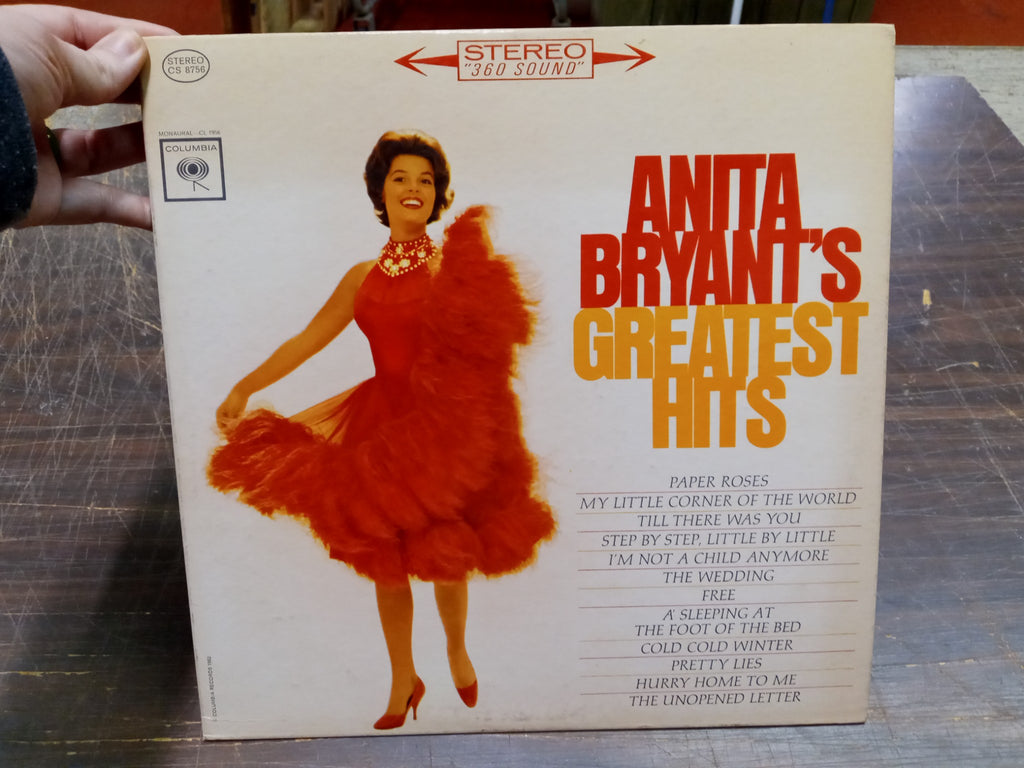 STEREO
CS 8756
STEREO
"360 SOUND"
MONAURAL - CL 1956
COLUMBIA
ANITA
BRYANT'S
GREATEST
HITS
PAPER ROSES
MY LITTLE CORNER OF THE WORLD
TILL THERE WAS YOU
STEP BY STEP, LITTLE BY LITTLE
I'M NOT A CHILD ANYMORE
THE WEDDING
FREE
A' SLEEPING AT
THE FOOT OF THE BED
COLD COLD WINTER
PRETTY LIES
HURRY HOME TO ME
THE UNOPENED LETTER
COLUMBIA RECORDS